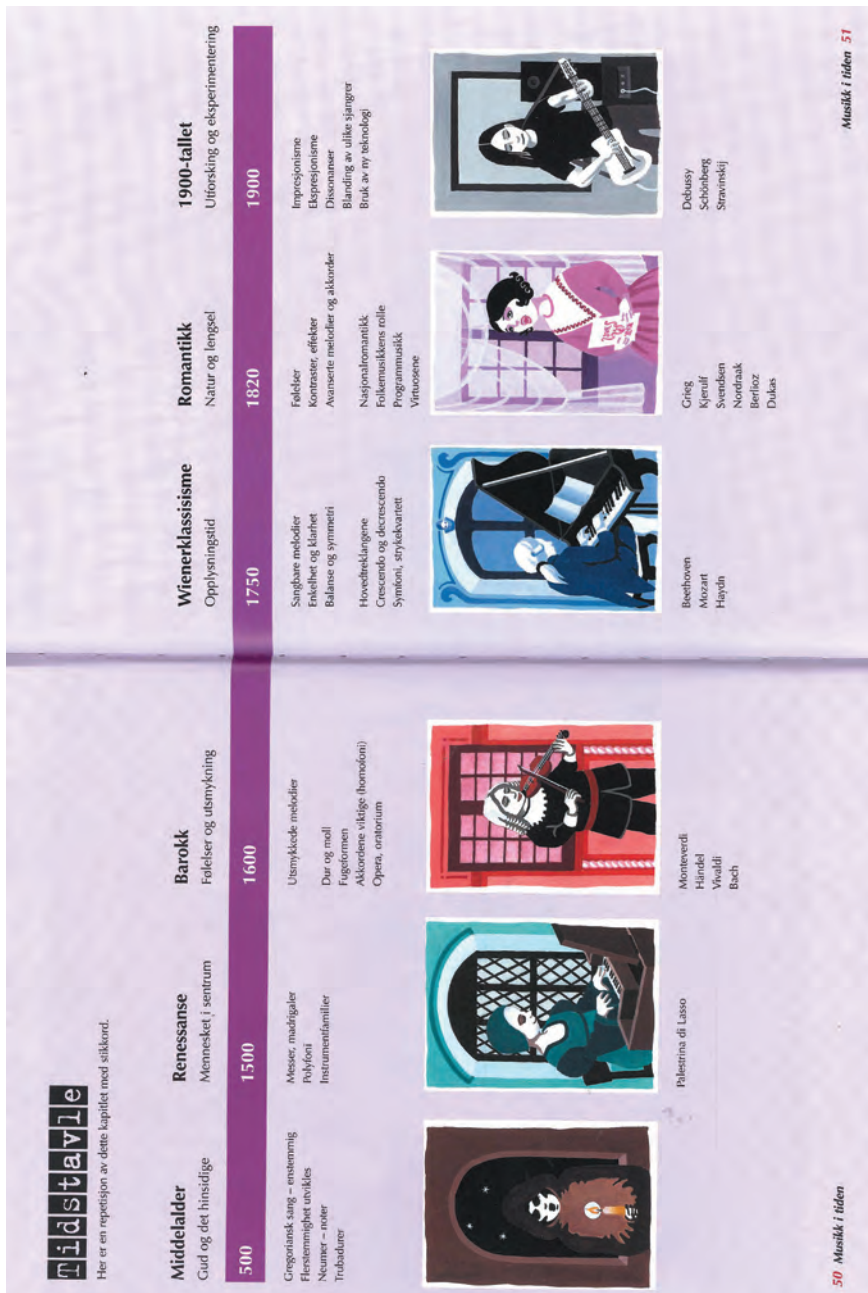 Tidstavle
Her er en repetisjon av dette kapitlet med stikkord.
Middelalder
Gud og det hinsidige
500
Gregoriansk sang – enstemmig
Flerstemmighet utvikles
Neumer – noter
Trubadurer
Renessanse
Mennesket i sentrum
1500
Messer, madrigaler
Polyfoni
Instrumentfamilier
Palestrina di Lasso
Barokk
Følelser og utsmykning
1600
Utsmykkede melodier
Dur og moll
Fugeformen
Akkordene viktige (homofoni)
Opera, oratorium
Monteverdi
Händel
Vivaldi
Bach
Wienerklassisisme
Opplysningstid
1750
Sangbare melodier
Enkelhet og klarhet
Balanse og symmetri
Hovedtreklangene
Crescendo og decrescendo
Symfoni, strykekvartett
Beethoven
Mozart
Haydn
Romantikk
Natur og lengsel
1820
Følelser
Kontraster, effekter
Avanserte melodier og akkorder
Nasjonalromantikk
Folkemusikkens rolle
Programmusikk
Virtuosene
Grieg
Kjerulf
Svendsen
Nordraak
Berlioz
Dukas
1900-tallet
Utforsking og eksperimentering
1900
Impresjonisme
Ekspresjonisme
Dissonanser
Blanding av ulike sjangrer
Bruk av ny teknologi
Debussy
Schönberg
Stravinskij
50 Musikk i tiden
Musikk i tiden 51